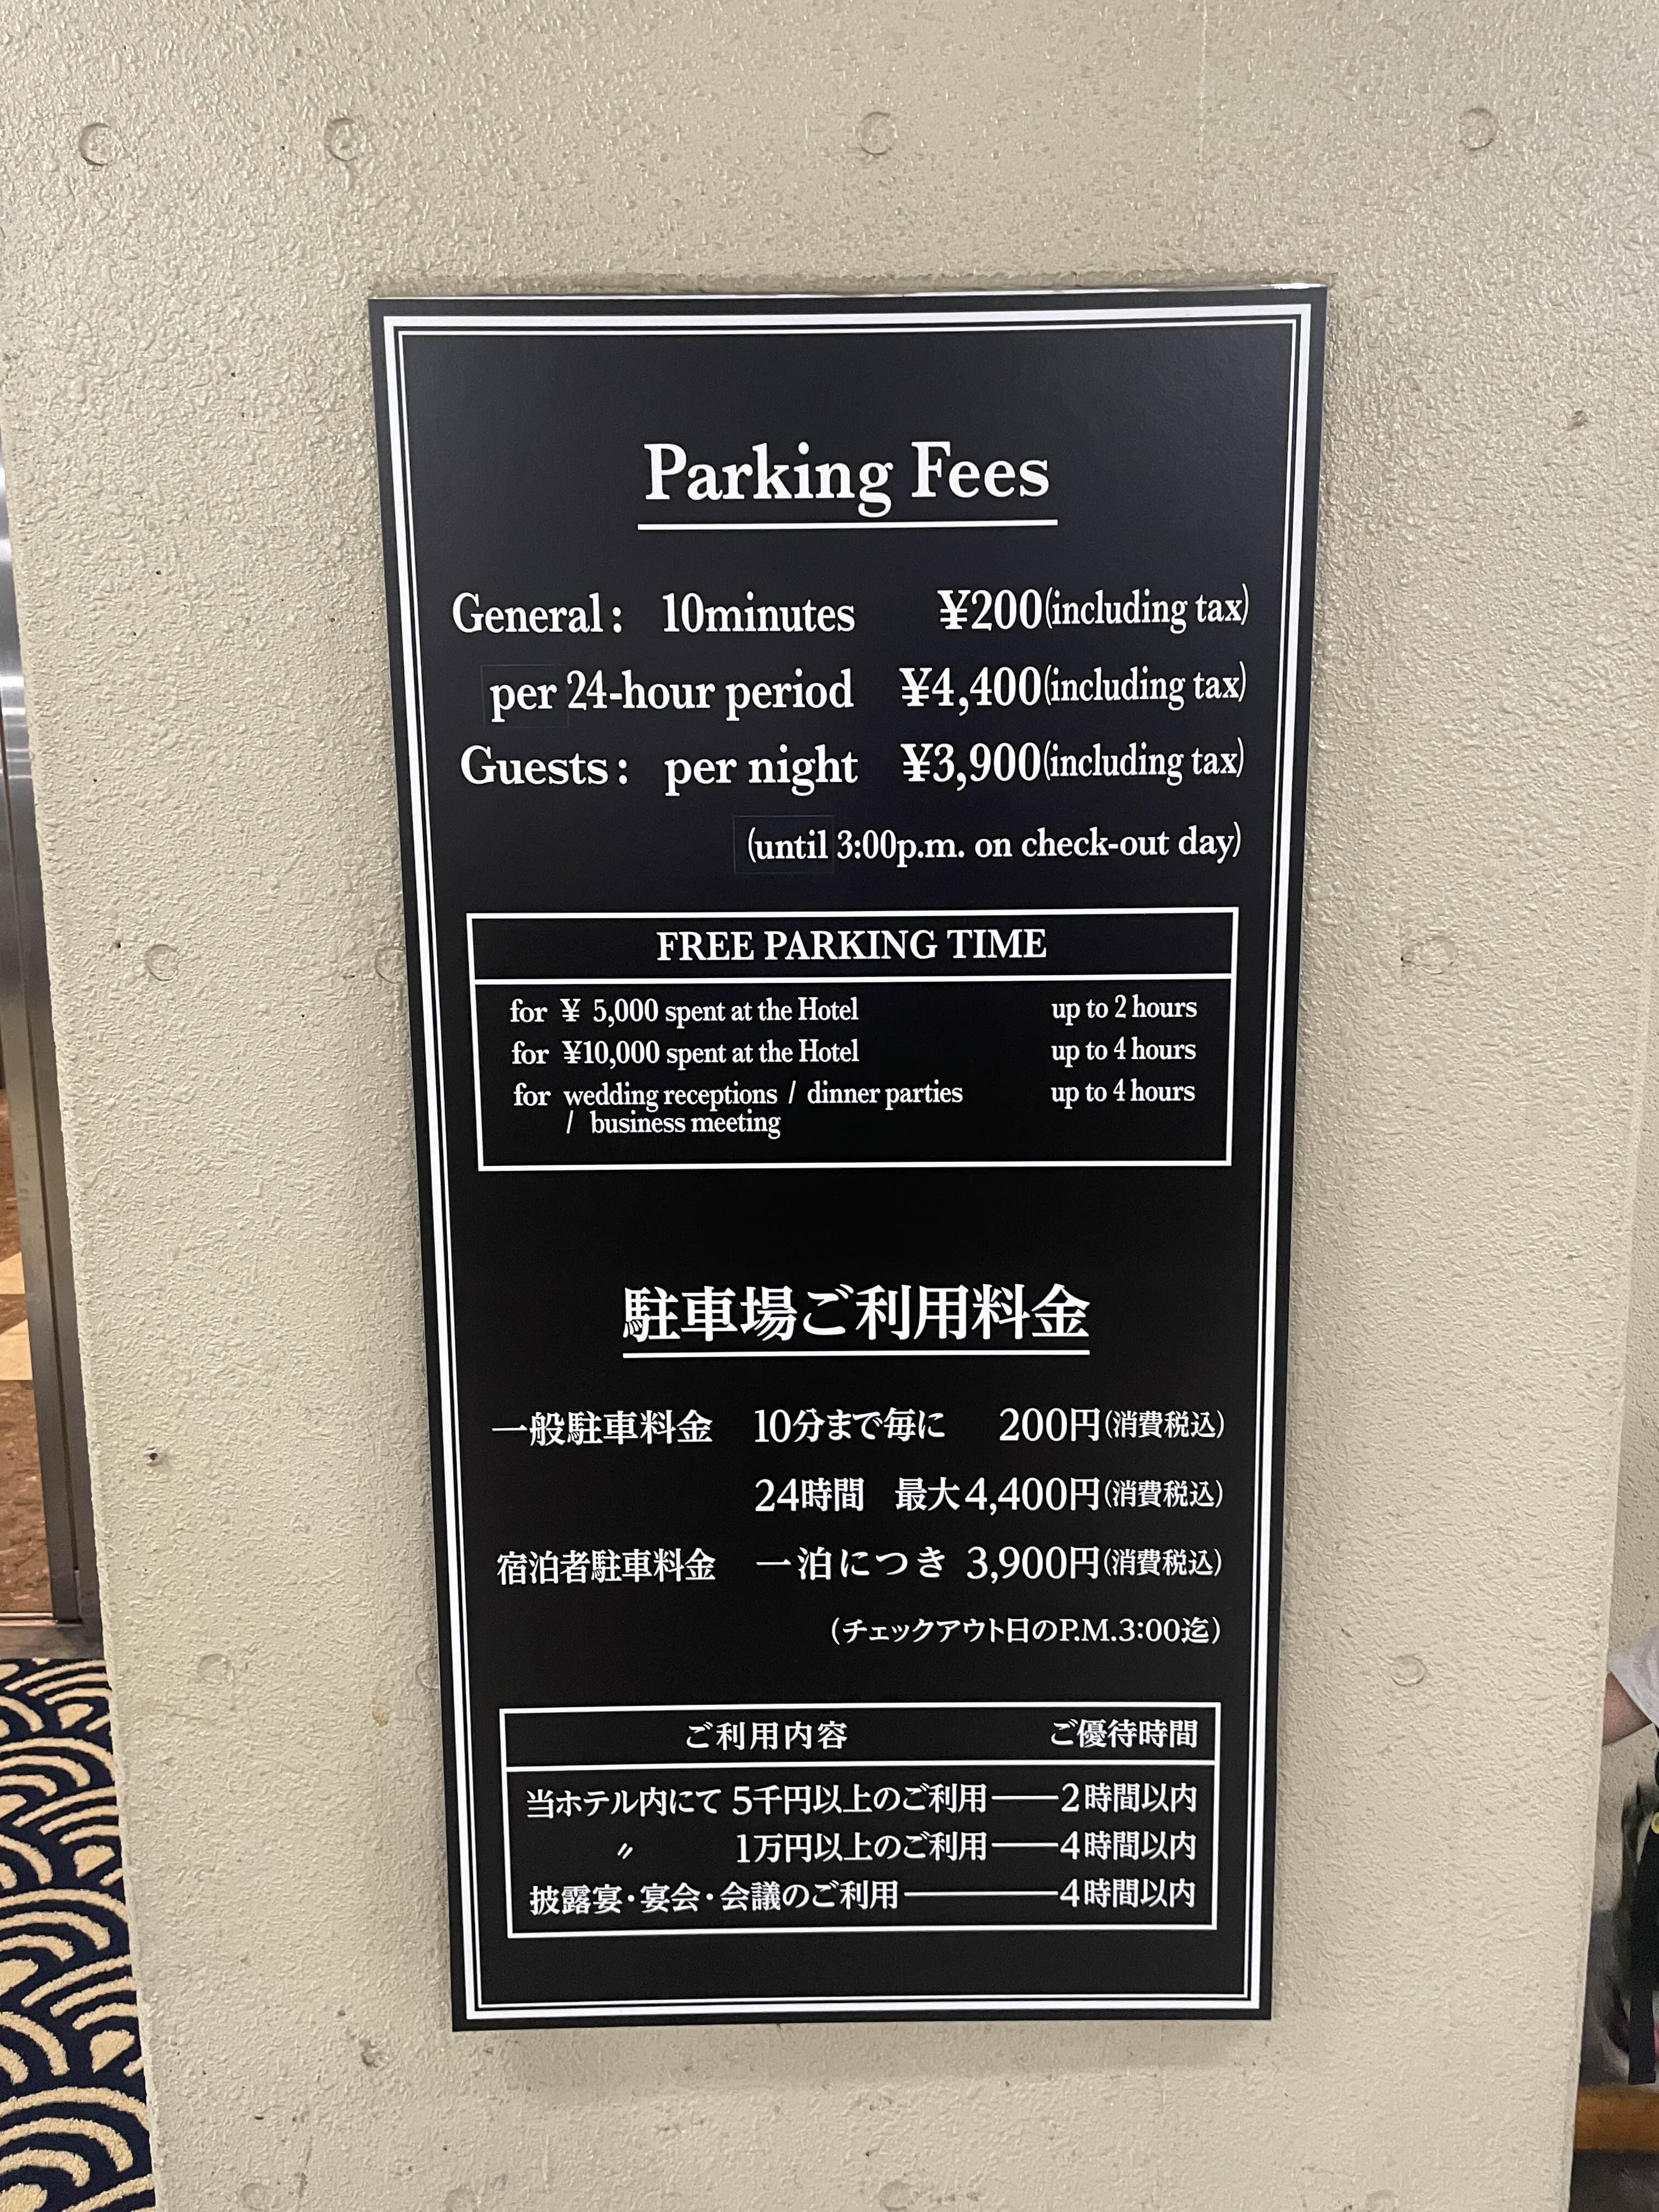 Parking Fees
General: 10minutes ¥200(including tax)
per 24-hour period ¥4,400(including tax)
Guests: per night ¥3,900(including tax)
(until 3:00p.m. on check-out day)
FREE PARKING TIME
for ¥ 5,000 spent at the Hotel up to 2 hours
for ¥10,000 spent at the Hotel up to 4 hours
for wedding receptions / dinner parties up to 4 hours
/ business meeting
駐車場ご利用料金
一般駐車料金 10分まで毎に 200円(消費税込)
24時間 最大4,400円(消費税込)
宿泊者駐車料金 一泊につき 3,900円(消費税込)
(チェックアウト日のP.M.3:00迄)
ご利用内容 ご優待時間
当ホテル内にて 5千円以上のご利用――2時間以内
〃 1万円以上のご利用――4時間以内
披露宴・宴会・会議のご利用――――4時間以内